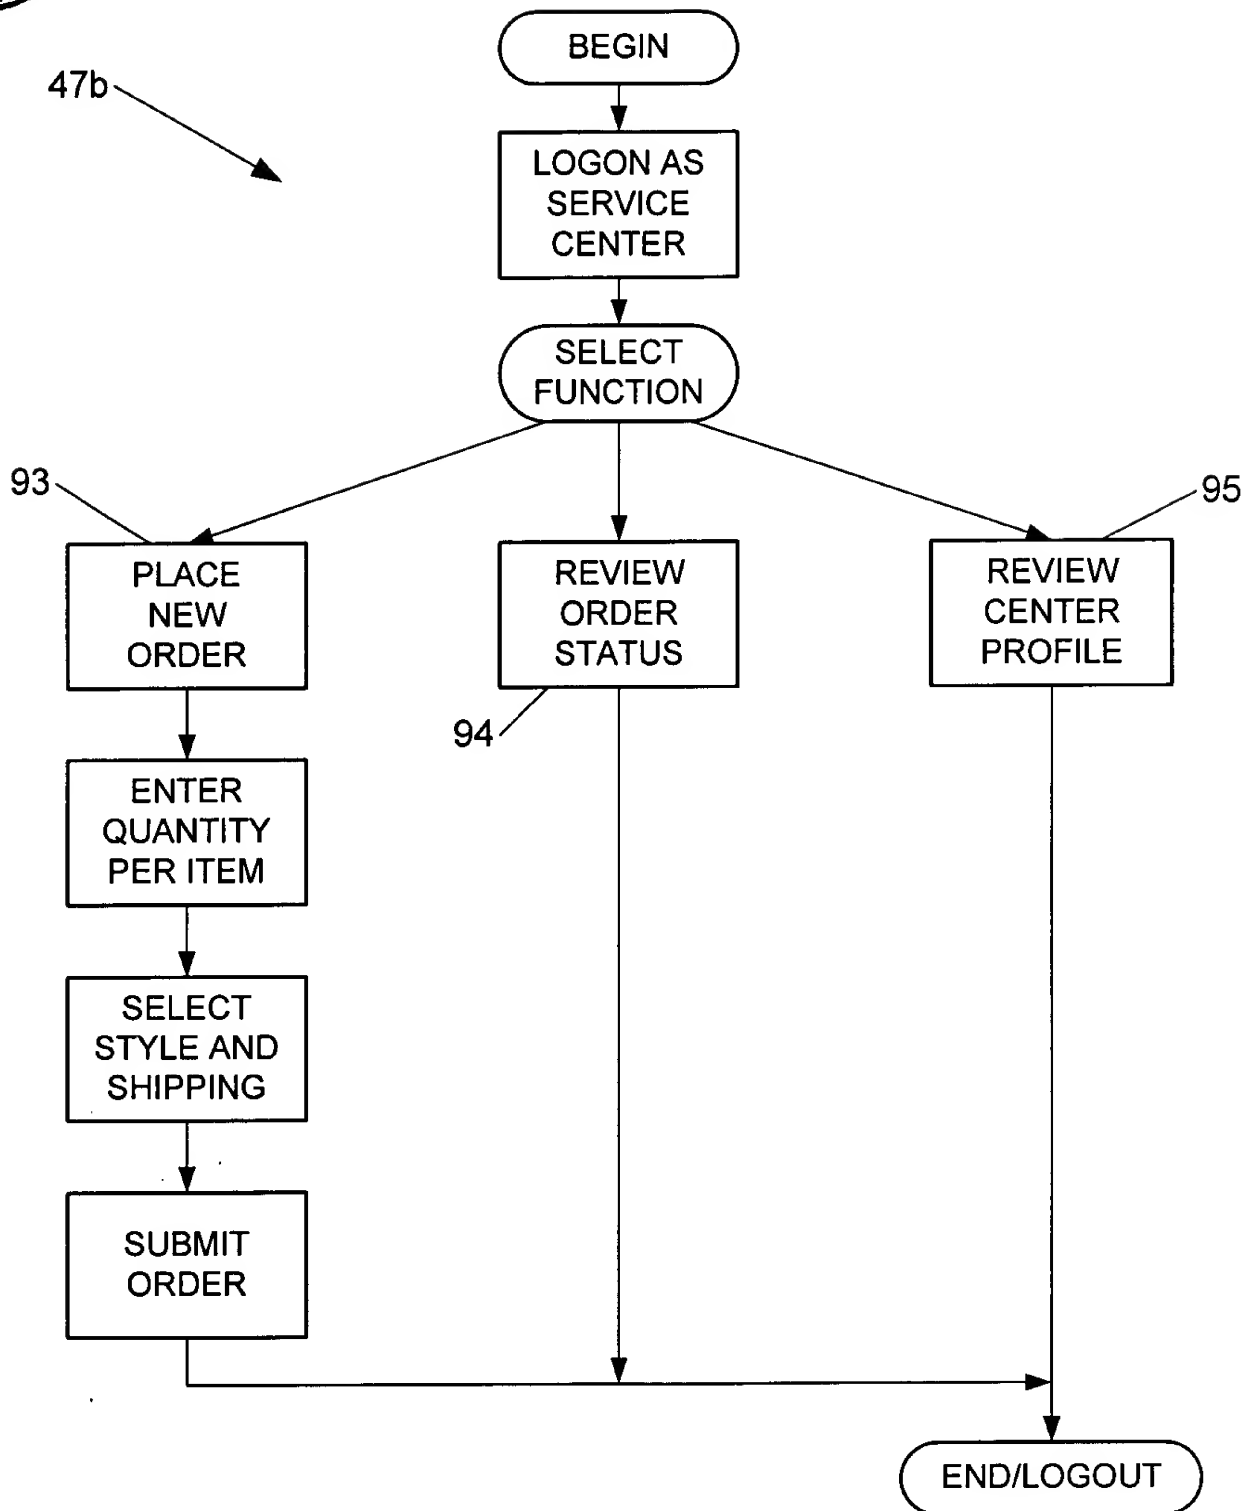 BEGIN
47b
LOGON AS
SERVICE
CENTER
SELECT
FUNCTION
93
95
PLACE
NEW
ORDER
REVIEW
ORDER
STATUS
REVIEW
CENTER
PROFILE
94
ENTER
QUANTITY
PER ITEM
SELECT
STYLE AND
SHIPPING
SUBMIT
ORDER
END/LOGOUT